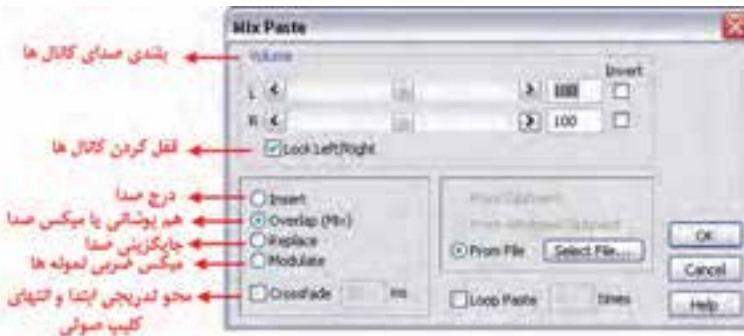 Mix Paste
بلندی صدای کانال ها
Volume
Invert
L 100
R 100
قفل کردن کانال ها
Lock Left/Right
درج صدا
Insert
هم پوشانی یا میکس صدا
Overlap (Mix)
From File Select File...
OK
جایگزینی صدا
Replace
میکس ضربی نمونه ها
Modulate
Cancel
محو تدریجی ابتدا و انتهای
کلیپ صوتی
Crossfade ms
Loop Paste times
Help